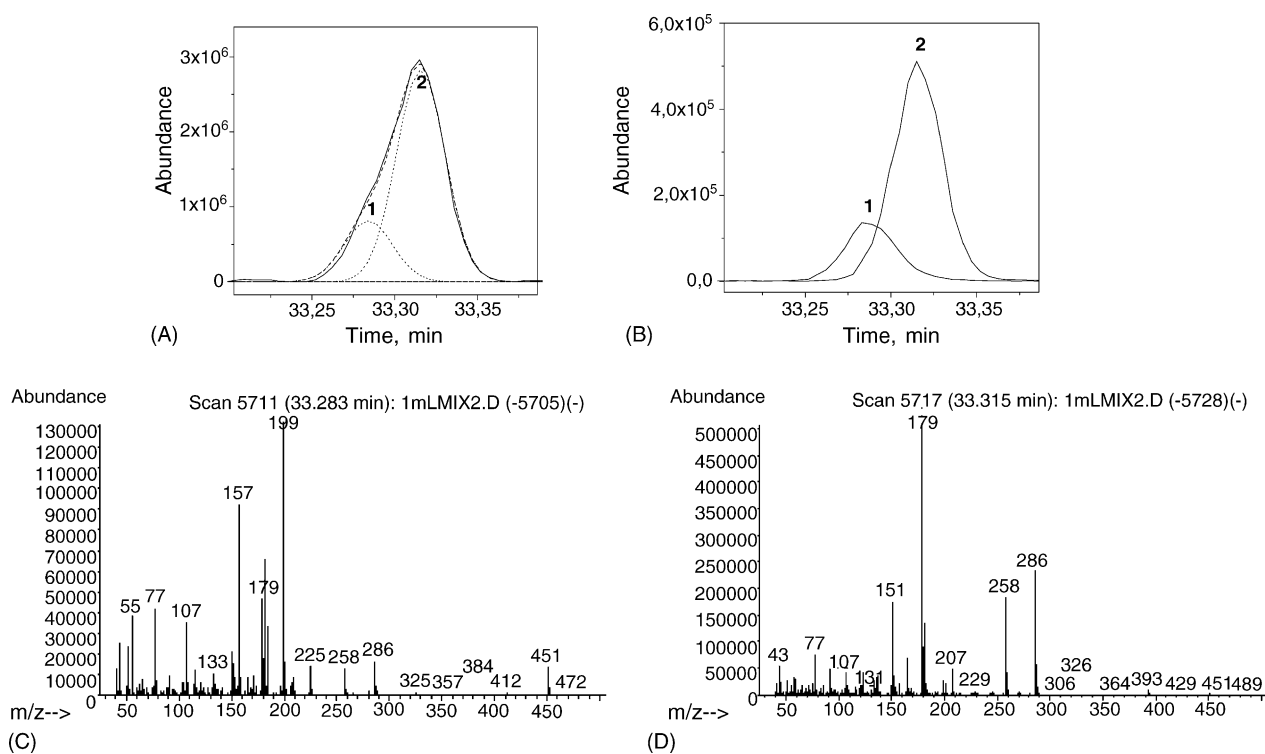 3x10⁶
2x10⁶
1x10⁶
0
Abundance
1
2
33,25 33,30 33,35
Time, min
(A)
6,0x10⁵
4,0x10⁵
2,0x10⁵
0,0
Abundance
1
2
33,25 33,30 33,35
Time, min
(B)
Abundance
Scan 5711 (33.283 min): 1mLMIX2.D (-5705)(-)
199
130000
120000
110000
100000
90000
80000
70000
60000
50000
40000
30000
20000
10000
0
55 77 107 133 157 179 225 258 286 325 357 384 412 451 472
m/z--> 50 100 150 200 250 300 350 400 450
(C)
Abundance
Scan 5717 (33.315 min): 1mLMIX2.D (-5728)(-)
179
500000
450000
400000
350000
300000
250000
200000
150000
100000
50000
0
43 77 107 131 151 207 229 258 286 306 326 364 393 429 451 489
m/z--> 50 100 150 200 250 300 350 400 450
(D)